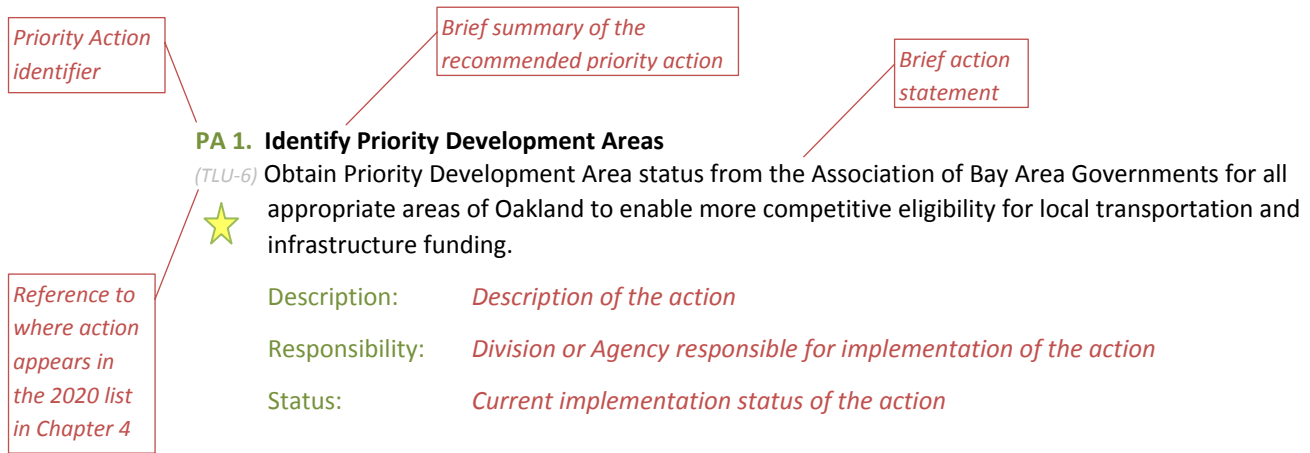 Priority Action
identifier
Brief summary of the
recommended priority action
Brief action
statement
PA 1. Identify Priority Development Areas
(TLU-6) Obtain Priority Development Area status from the Association of Bay Area Governments for all
appropriate areas of Oakland to enable more competitive eligibility for local transportation and
infrastructure funding.
Reference to
where action
appears in
the 2020 list
in Chapter 4
Description: Description of the action
Responsibility: Division or Agency responsible for implementation of the action
Status: Current implementation status of the action